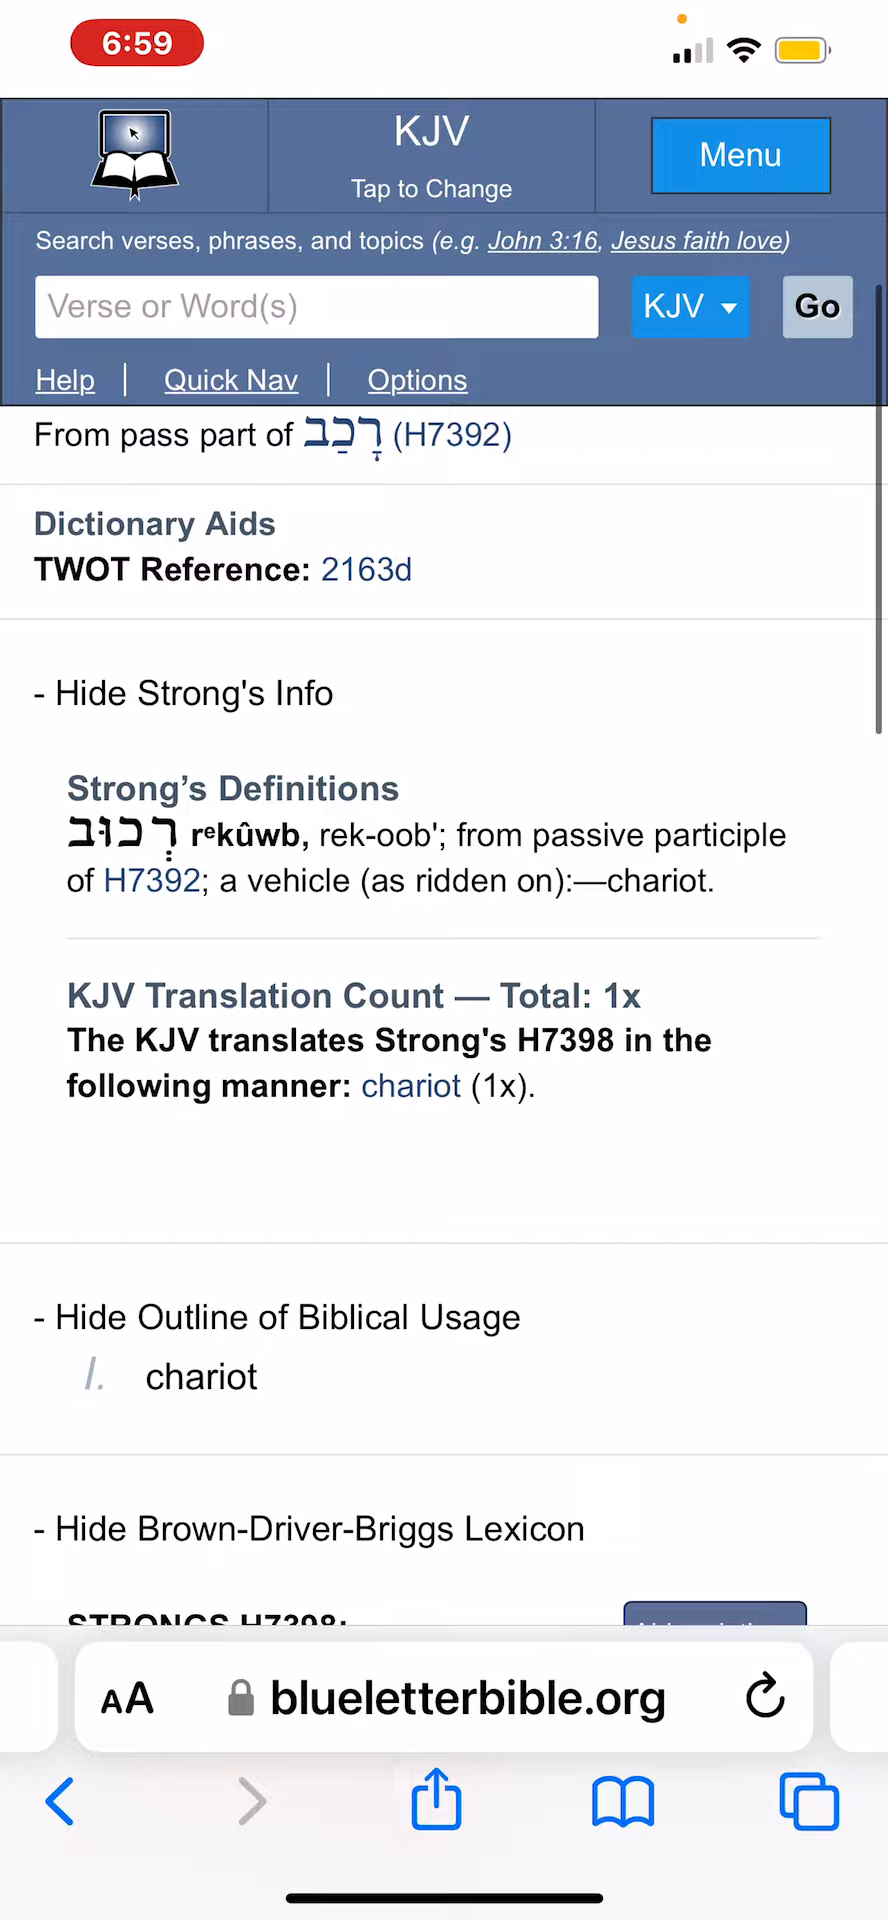 6:59
KJV
Tap to Change
Menu
Search verses, phrases, and topics (e.g. John 3:16, Jesus faith love)
Verse or Word(s)
KJV
Go
Help | Quick Nav | Options
From pass part of רָכַב (H7392)
Dictionary Aids
TWOT Reference: 2163d
- Hide Strong's Info
Strong’s Definitions
רְכוּב rᵉkûwb, rek-oob'; from passive participle
of H7392; a vehicle (as ridden on):—chariot.
KJV Translation Count — Total: 1x
The KJV translates Strong's H7398 in the
following manner: chariot (1x).
- Hide Outline of Biblical Usage
I. chariot
- Hide Brown-Driver-Briggs Lexicon
STRONGS H7398:
AA
blueletterbible.org